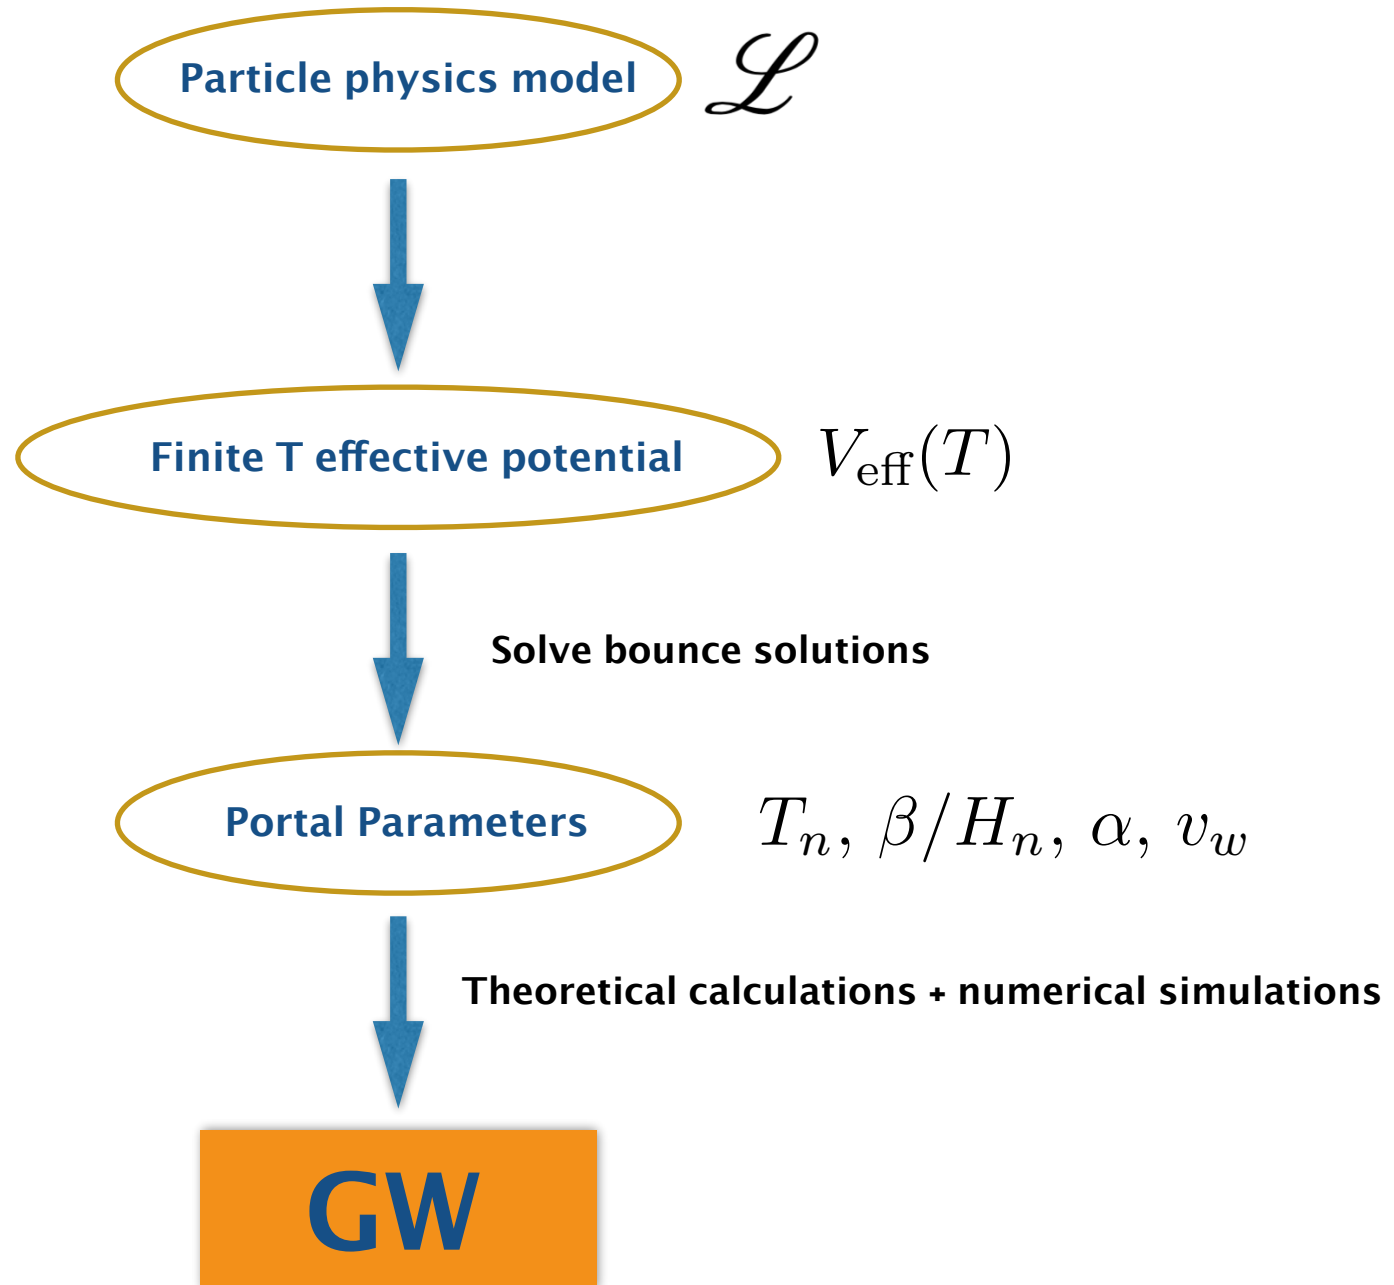 Particle physics model ℒ
Finite T effective potential V_eff(T)
Solve bounce solutions
Portal Parameters T_n, β/H_n, α, v_w
Theoretical calculations + numerical simulations
GW